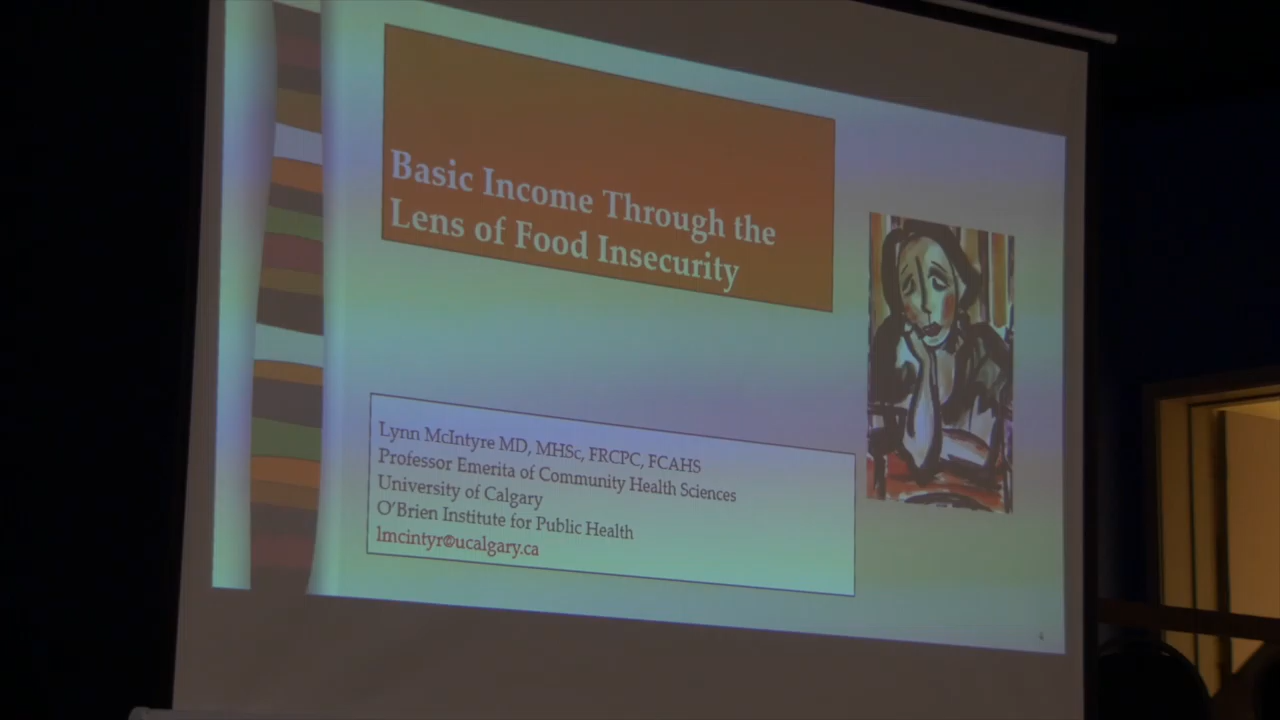 Basic Income Through the
Lens of Food Insecurity
Lynn McIntyre MD, MHSc, FRCPC, FCAHS
Professor Emerita of Community Health Sciences
University of Calgary
O'Brien Institute for Public Health
lmcintyr@ucalgary.ca